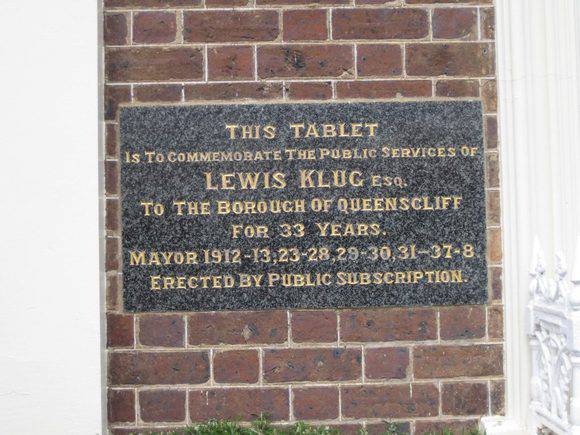 THIS TABLET
IS TO COMMEMORATE THE PUBLIC SERVICES OF
LEWIS KLUG ESQ.
TO THE BOROUGH OF QUEENSCLIFF
FOR 33 YEARS.
MAYOR 1912-13,23-28,29-30,31-37-8.
ERECTED BY PUBLIC SUBSCRIPTION.